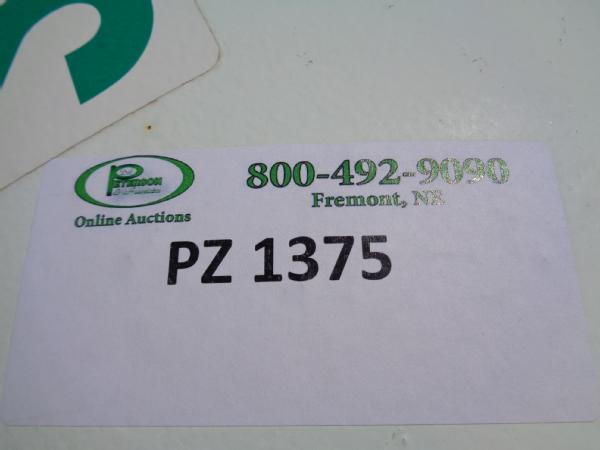 PETERSON
Online Auctions
800-492-9090
Fremont, NE
PZ 1375